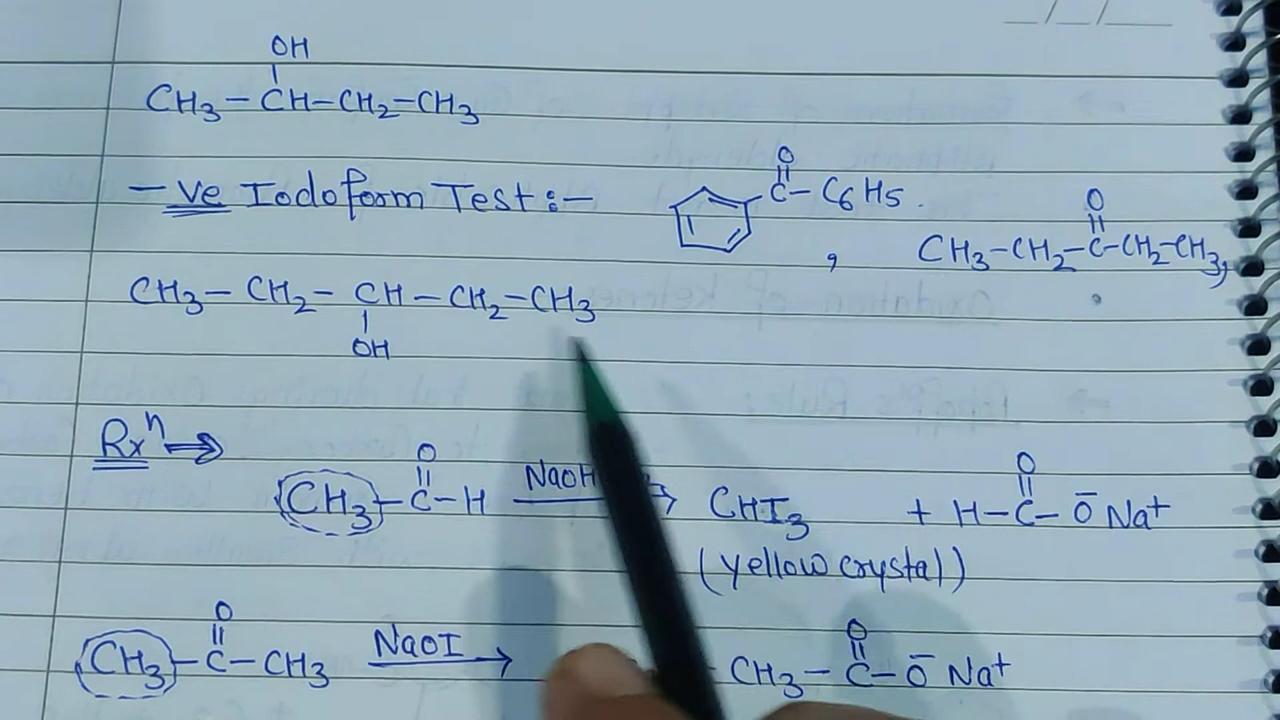 _/_/_
OH
CH3-CH-CH2-CH3
-ve Iodoform Test:-
O
C-C6H5.
,
O
CH3-CH2-C-CH2-CH3,
CH3-CH2-CH-CH2-CH3
OH
Rxⁿ⇒
O
CH3-C-H NaOH → CHI3 + H-C-ŌNa+
O
(yellow crystal)
O
CH3-C-CH3 NaOI → CH3-C-Ō Na+
O